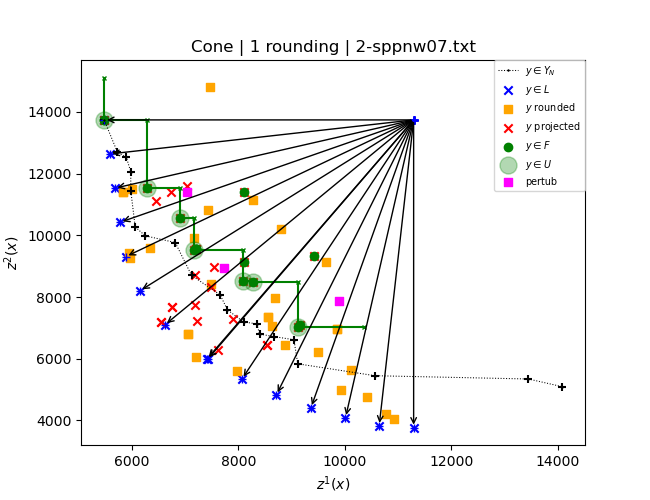 Cone | 1 rounding | 2-sppnw07.txt
y ∈ Y_N
y ∈ L
y rounded
y projected
y ∈ F
y ∈ U
pertub
14000
12000
10000
8000
6000
4000
z²(x)
6000 8000 10000 12000 14000
z¹(x)